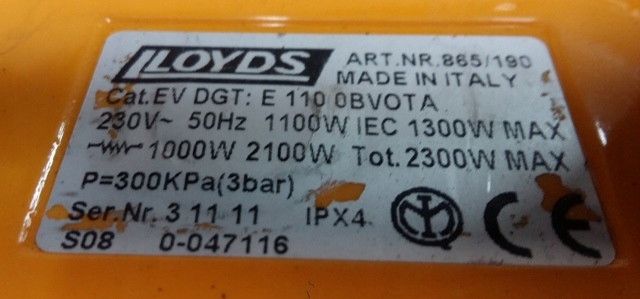 LLOYDS
ART.NR.865/190
MADE IN ITALY
Cat.EV DGT: E 110 0BVOTA
230V~ 50Hz 1100W IEC 1300W MAX
1000W 2100W Tot. 2300W MAX
P=300KPa(3bar)
Ser.Nr. 3 11 11 IPX4 CE
S08 0-047116